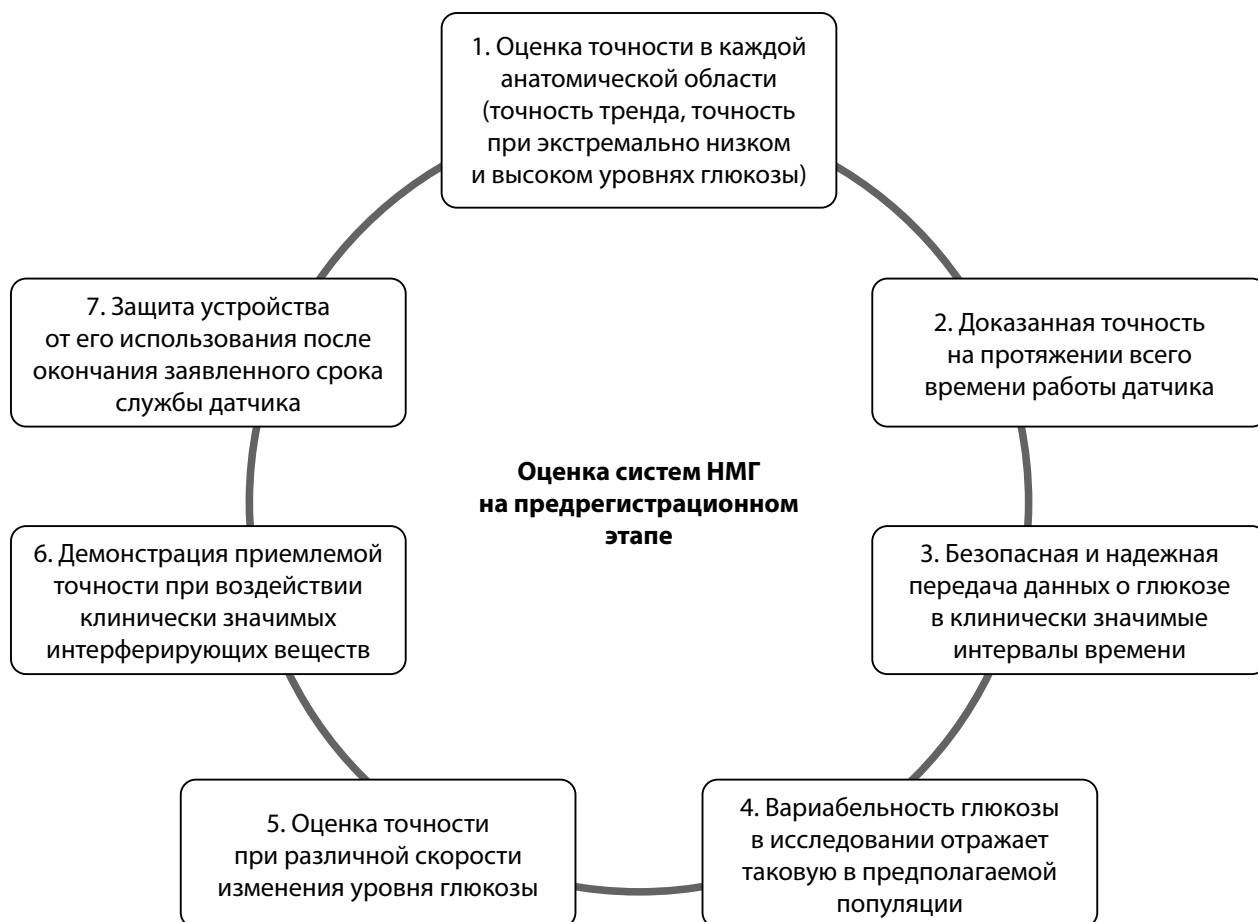 1. Оценка точности в каждой
анатомической области
(точность тренда, точность
при экстремально низком
и высоком уровнях глюкозы)
2. Доказанная точность
на протяжении всего
времени работы датчика
3. Безопасная и надежная
передача данных о глюкозе
в клинически значимые
интервалы времени
4. Вариабельность глюкозы
в исследовании отражает
таковую в предполагаемой
популяции
5. Оценка точности
при различной скорости
изменения уровня глюкозы
6. Демонстрация приемлемой
точности при воздействии
клинически значимых
интерферирующих веществ
7. Защита устройства
от его использования после
окончания заявленного срока
службы датчика
Оценка систем НМГ
на предрегистрационном
этапе